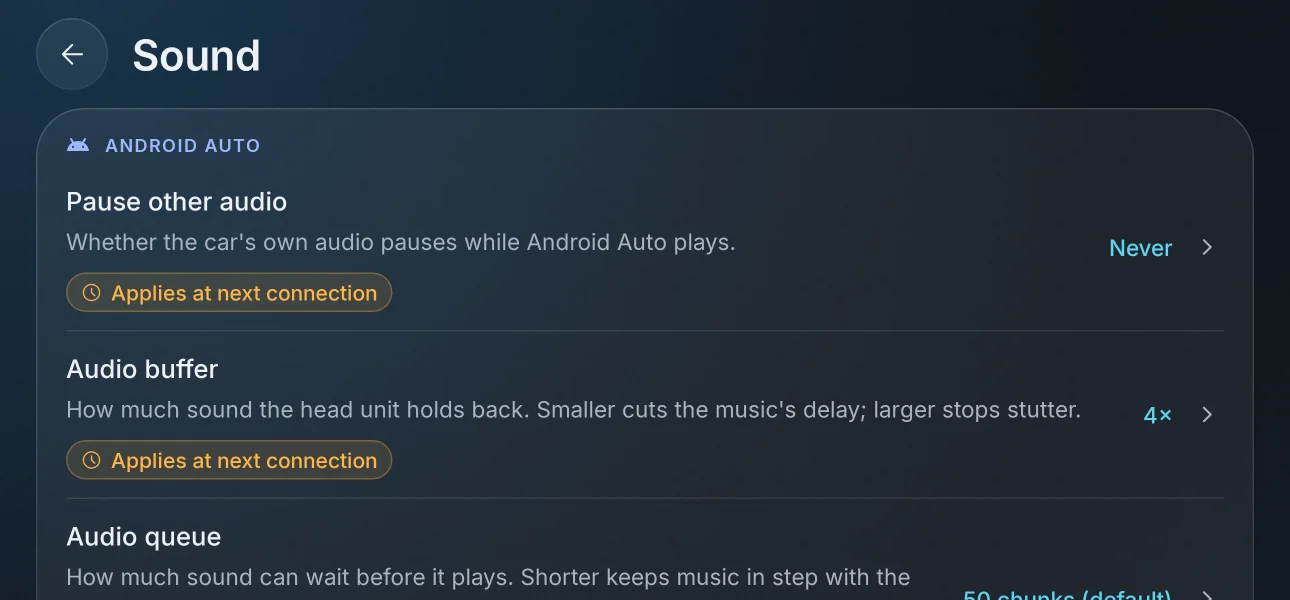 Sound
ANDROID AUTO
Pause other audio
Whether the car's own audio pauses while Android Auto plays.
Never
Applies at next connection
Audio buffer
How much sound the head unit holds back. Smaller cuts the music's delay; larger stops stutter.
4×
Applies at next connection
Audio queue
How much sound can wait before it plays. Shorter keeps music in step with the
50 chunks (default)